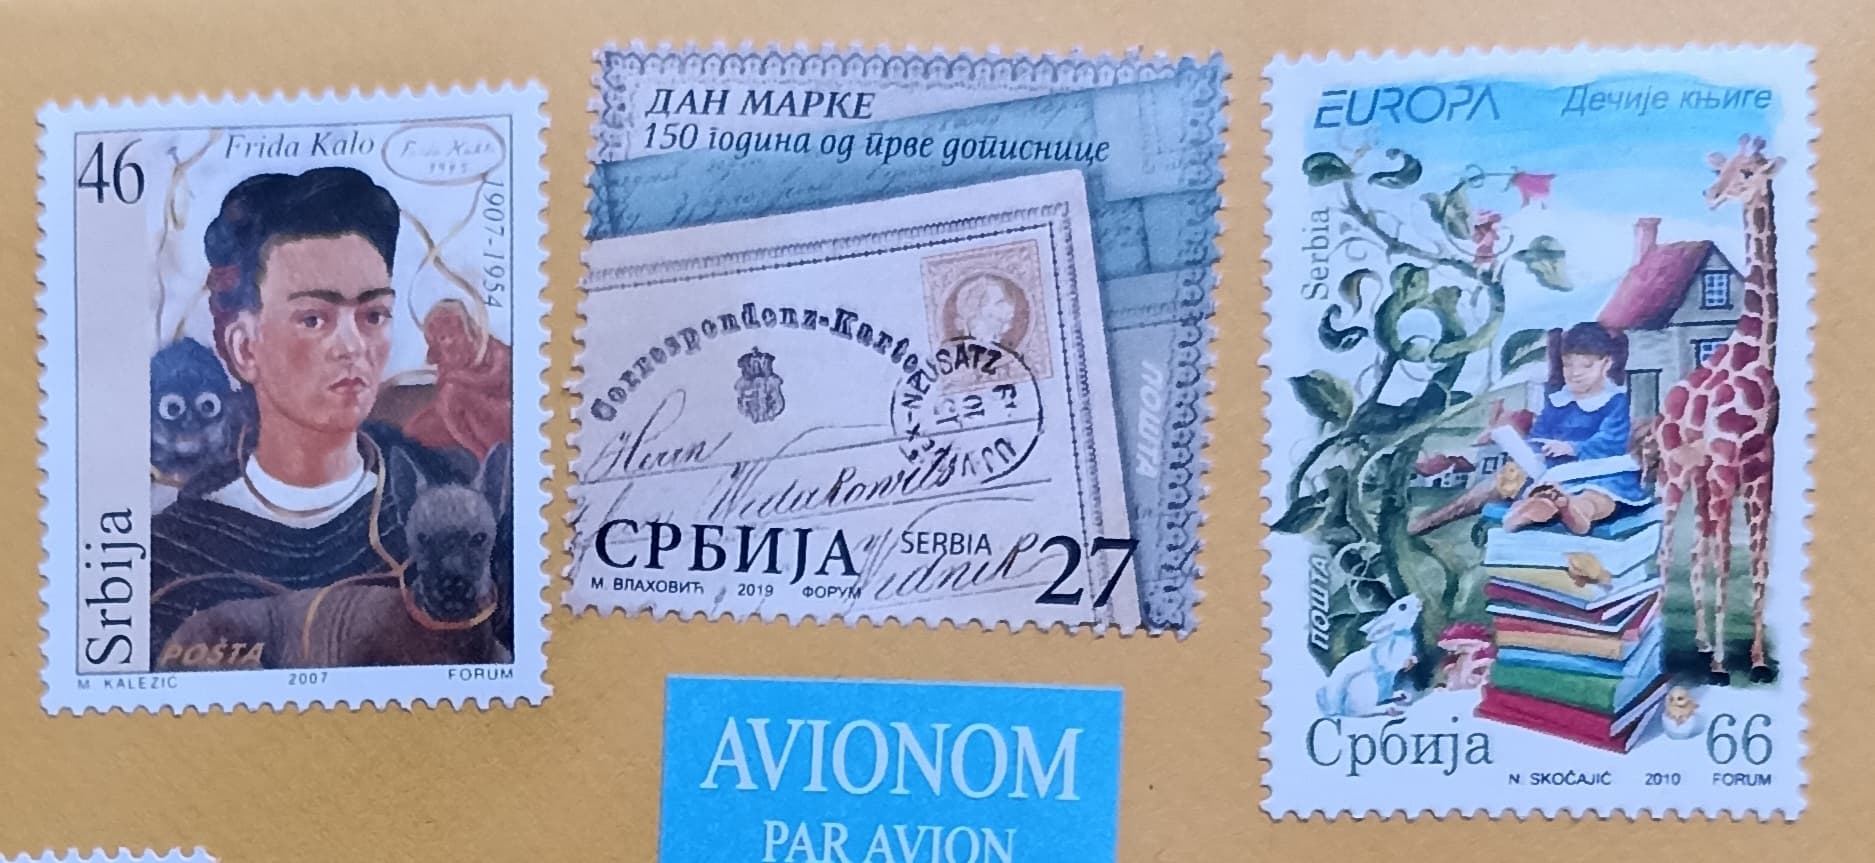 46
Frida Kalo
1907-1954
Srbija
POŠTA
M. KALEZIĆ 2007 FORUM
ДАН МАРКЕ
150 година од прве дописнице
Correspondenz-Karte
NEUSATZ
ПОШТА
СРБИЈА SERBIA 27
М. ВЛАХОВИЋ 2019 ФОРУМ
EUROPA Дечије књиге
Serbia
ПОШТА
Србија 66
N. SKOČAJIĆ 2010 FORUM
AVIONOM
PAR AVION